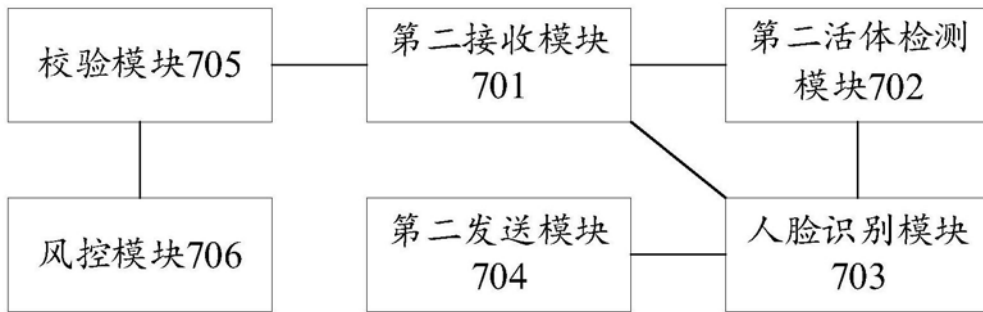 校验模块705
第二接收模块
701
第二活体检测
模块702
风控模块706
第二发送模块
704
人脸识别模块
703